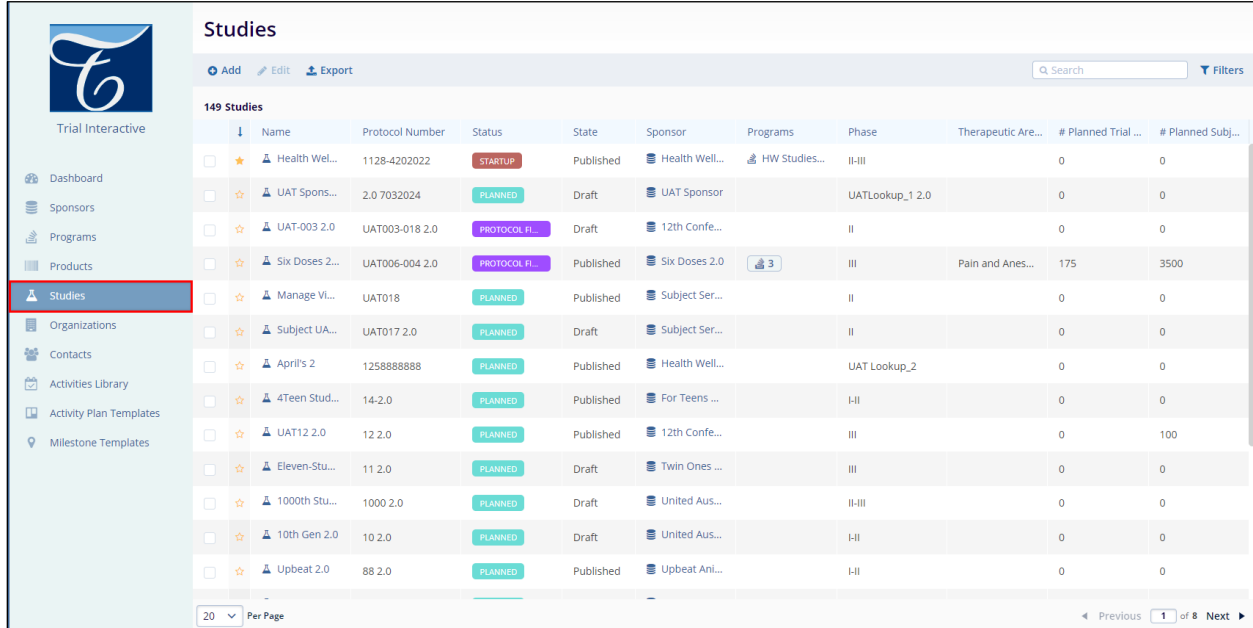 Studies
Add Edit Export Search Filters
149 Studies
Trial Interactive
Dashboard
Sponsors
Programs
Products
Studies
Organizations
Contacts
Activities Library
Activity Plan Templates
Milestone Templates
Name Protocol Number Status State Sponsor Programs Phase Therapeutic Are... # Planned Trial ... # Planned Subj...
Health Wel... 1128-4202022 STARTUP Published Health Well... HW Studies... II-III 0 0
UAT Spons... 2.0 7032024 PLANNED Draft UAT Sponsor UATLookup_1 2.0 0 0
UAT-003 2.0 UAT003-018 2.0 PROTOCOL FI... Draft 12th Confe... II 0 0
Six Doses 2... UAT006-004 2.0 PROTOCOL FI... Published Six Doses 2.0 3 III Pain and Anes... 175 3500
Manage Vi... UAT018 PLANNED Published Subject Ser... II 0 0
Subject UA... UAT017 2.0 PLANNED Draft Subject Ser... II 0 0
April's 2 1258888888 PLANNED Published Health Well... UAT Lookup_2 0 0
4Teen Stud... 14-2.0 PLANNED Published For Teens ... I-II 0 0
UAT12 2.0 12 2.0 PLANNED Published 12th Confe... III 0 100
Eleven-Stu... 11 2.0 PLANNED Draft Twin Ones ... III 0 0
1000th Stu... 1000 2.0 PLANNED Draft United Aus... II-III 0 0
10th Gen 2.0 10 2.0 PLANNED Draft United Aus... I-II 0 0
Upbeat 2.0 88 2.0 PLANNED Published Upbeat Ani... I-II 0 0
20 Per Page Previous 1 of 8 Next